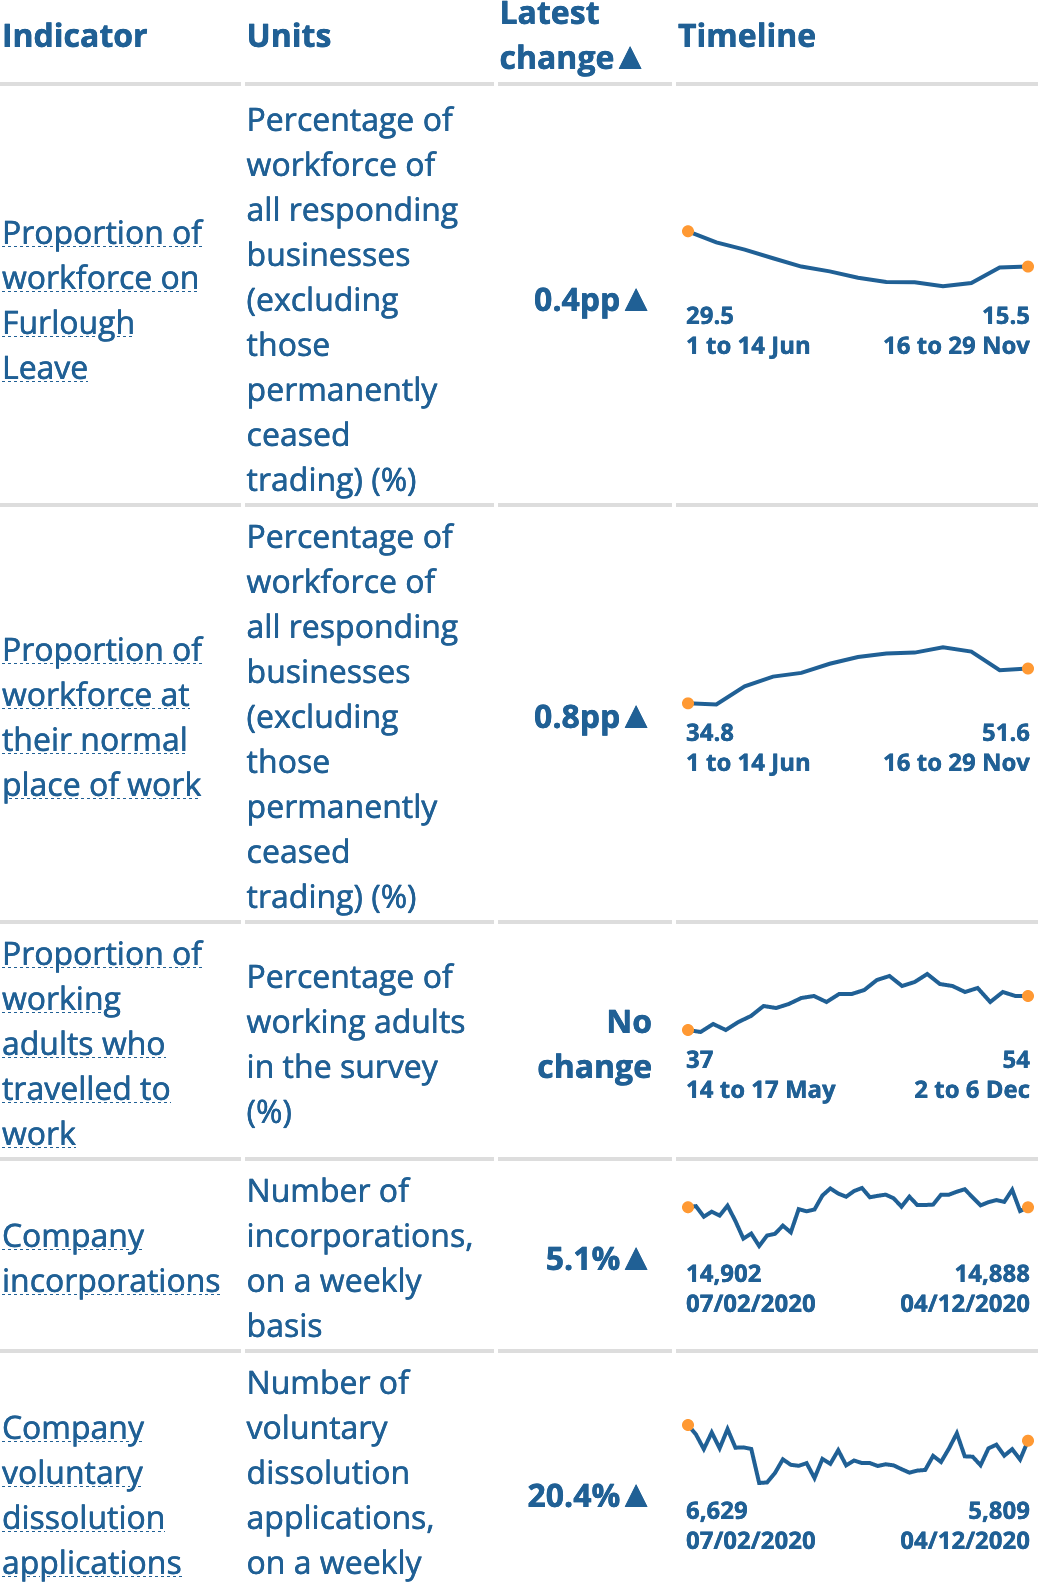 Indicator
Units
Latest
change▲
Timeline
Proportion of
workforce on
Furlough
Leave
Percentage of
workforce of
all responding
businesses
(excluding
those
permanently
ceased
trading) (%)
0.4pp▲
29.5
1 to 14 Jun
15.5
16 to 29 Nov
Proportion of
workforce at
their normal
place of work
Percentage of
workforce of
all responding
businesses
(excluding
those
permanently
ceased
trading) (%)
0.8pp▲
34.8
1 to 14 Jun
51.6
16 to 29 Nov
Proportion of
working
adults who
travelled to
work
Percentage of
working adults
in the survey
(%)
No
change
37
14 to 17 May
54
2 to 6 Dec
Company
incorporations
Number of
incorporations,
on a weekly
basis
5.1%▲
14,902
07/02/2020
14,888
04/12/2020
Company
voluntary
dissolution
applications
Number of
voluntary
dissolution
applications,
on a weekly
20.4%▲
6,629
07/02/2020
5,809
04/12/2020